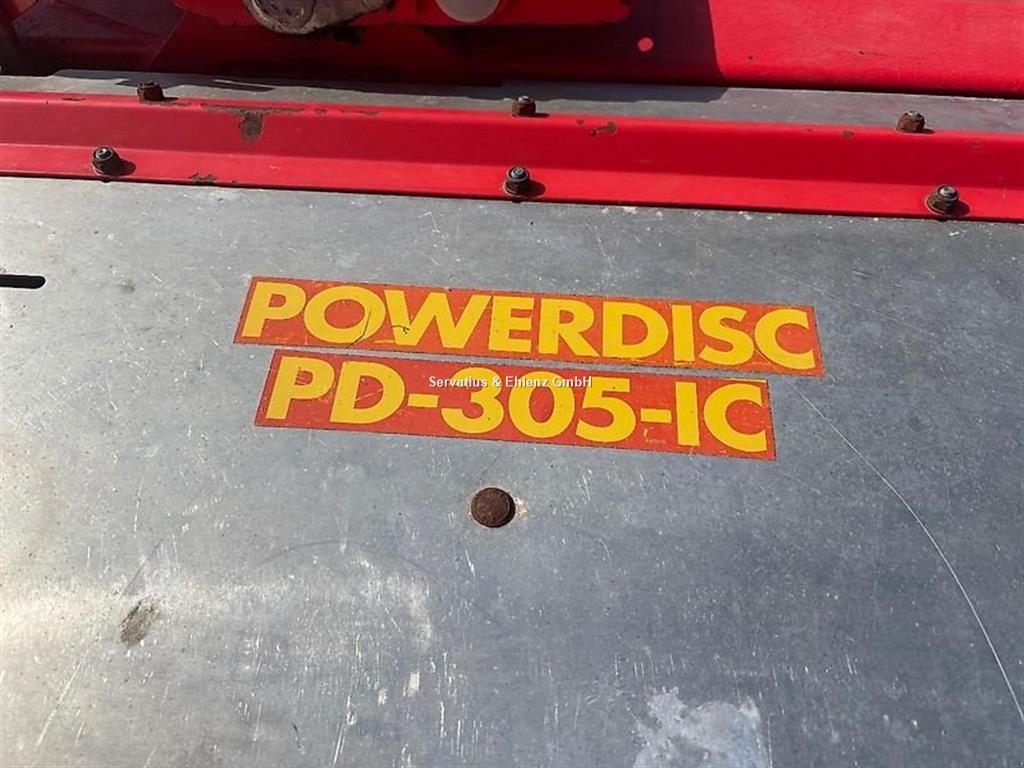 POWERDISC
PD-305-IC
Servatius & Ehlenz GmbH